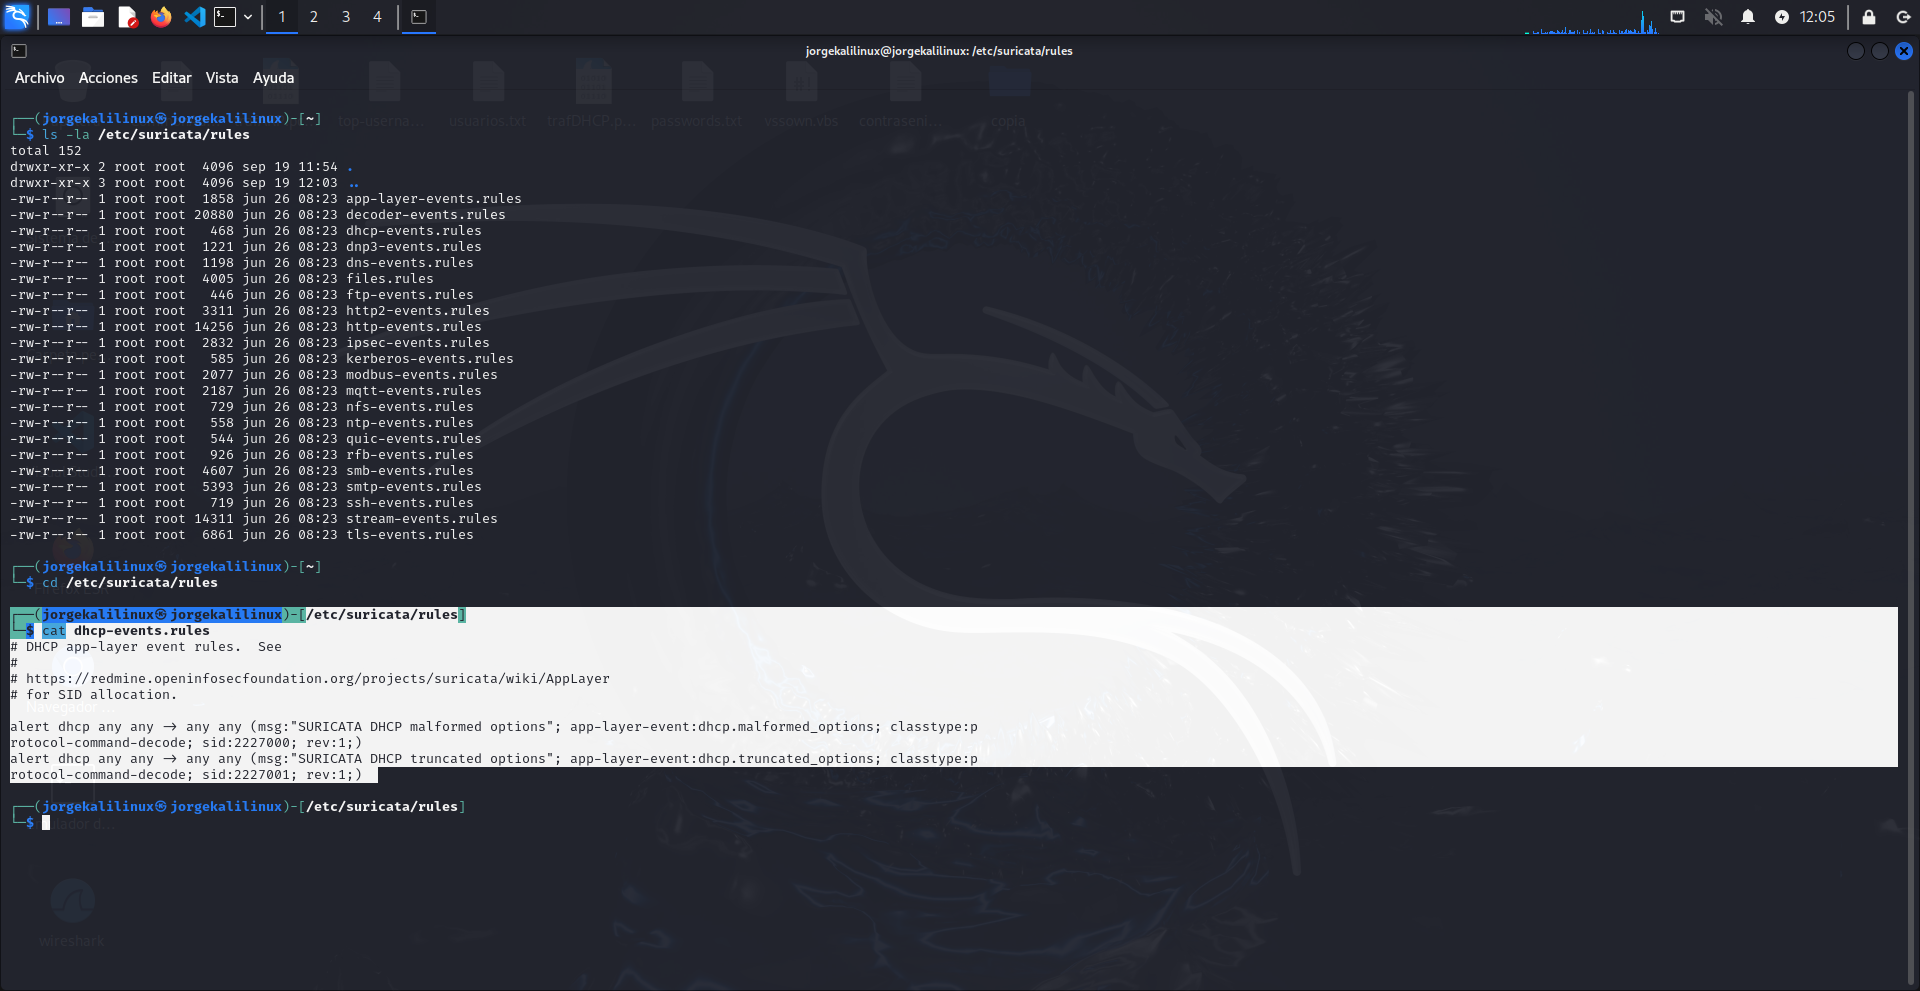 1 2 3 4
12:05
jorgekalilinux@jorgekalilinux: /etc/suricata/rules
Archivo Acciones Editar Vista Ayuda
top-userna... usuarios.txt trafDHCP.p... passwords.txt vssown.vbs contraseni... copia
┌──(jorgekalilinux㉿jorgekalilinux)-[~]
└─$ ls -la /etc/suricata/rules
total 152
drwxr-xr-x 2 root root  4096 sep 19 11:54 .
drwxr-xr-x 3 root root  4096 sep 19 12:03 ..
-rw-r--r-- 1 root root  1858 jun 26 08:23 app-layer-events.rules
-rw-r--r-- 1 root root 20880 jun 26 08:23 decoder-events.rules
-rw-r--r-- 1 root root   468 jun 26 08:23 dhcp-events.rules
-rw-r--r-- 1 root root  1221 jun 26 08:23 dnp3-events.rules
-rw-r--r-- 1 root root  1198 jun 26 08:23 dns-events.rules
-rw-r--r-- 1 root root  4005 jun 26 08:23 files.rules
-rw-r--r-- 1 root root   446 jun 26 08:23 ftp-events.rules
-rw-r--r-- 1 root root  3311 jun 26 08:23 http2-events.rules
-rw-r--r-- 1 root root 14256 jun 26 08:23 http-events.rules
-rw-r--r-- 1 root root  2832 jun 26 08:23 ipsec-events.rules
-rw-r--r-- 1 root root   585 jun 26 08:23 kerberos-events.rules
-rw-r--r-- 1 root root  2077 jun 26 08:23 modbus-events.rules
-rw-r--r-- 1 root root  2187 jun 26 08:23 mqtt-events.rules
-rw-r--r-- 1 root root   729 jun 26 08:23 nfs-events.rules
-rw-r--r-- 1 root root   558 jun 26 08:23 ntp-events.rules
-rw-r--r-- 1 root root   544 jun 26 08:23 quic-events.rules
-rw-r--r-- 1 root root   926 jun 26 08:23 rfb-events.rules
-rw-r--r-- 1 root root  4607 jun 26 08:23 smb-events.rules
-rw-r--r-- 1 root root  5393 jun 26 08:23 smtp-events.rules
-rw-r--r-- 1 root root   719 jun 26 08:23 ssh-events.rules
-rw-r--r-- 1 root root 14311 jun 26 08:23 stream-events.rules
-rw-r--r-- 1 root root  6861 jun 26 08:23 tls-events.rules
┌──(jorgekalilinux㉿jorgekalilinux)-[~]
└─$ cd /etc/suricata/rules
┌──(jorgekalilinux㉿jorgekalilinux)-[/etc/suricata/rules]
└─$ cat dhcp-events.rules
# DHCP app-layer event rules.  See
#
# https://redmine.openinfosecfoundation.org/projects/suricata/wiki/AppLayer
# for SID allocation.
Navegador ...
alert dhcp any any -> any any (msg:"SURICATA DHCP malformed options"; app-layer-event:dhcp.malformed_options; classtype:p
rotocol-command-decode; sid:2227000; rev:1;)
alert dhcp any any -> any any (msg:"SURICATA DHCP truncated options"; app-layer-event:dhcp.truncated_options; classtype:p
rotocol-command-decode; sid:2227001; rev:1;)
┌──(jorgekalilinux㉿jorgekalilinux)-[/etc/suricata/rules]
└─$
wireshark